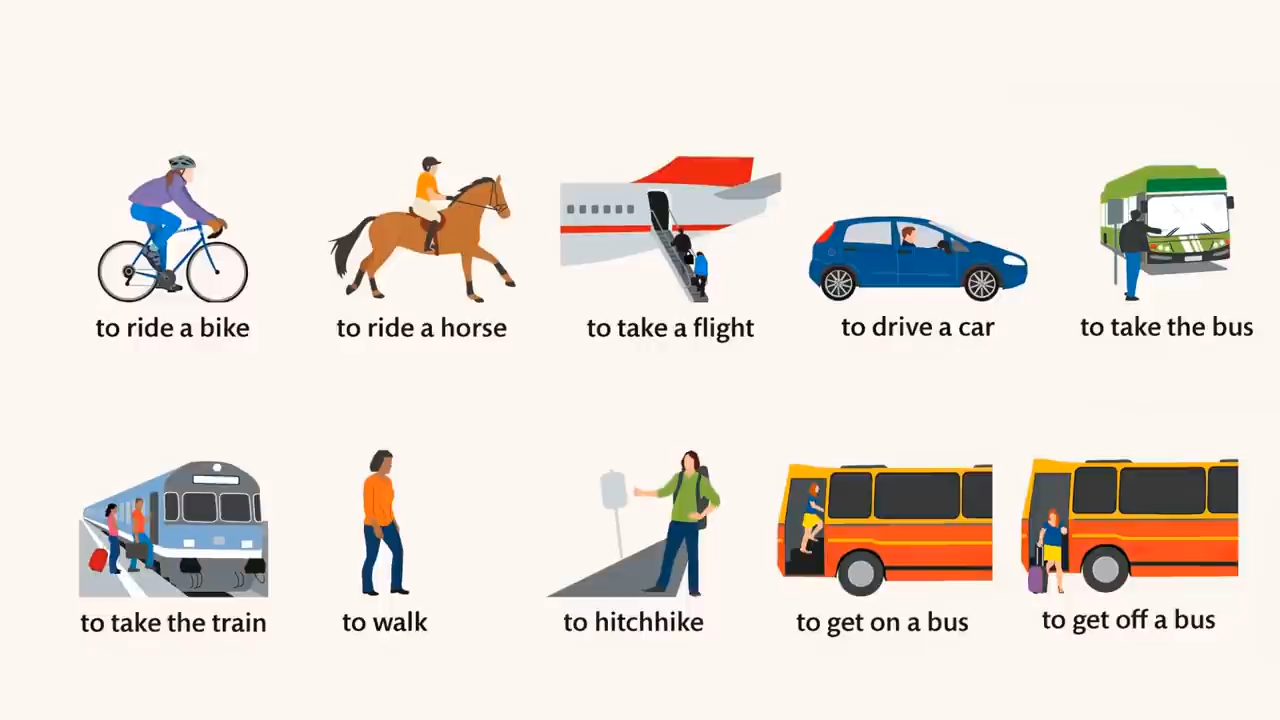 to ride a bike
to ride a horse
to take a flight
to drive a car
to take the bus
to take the train
to walk
to hitchhike
to get on a bus
to get off a bus